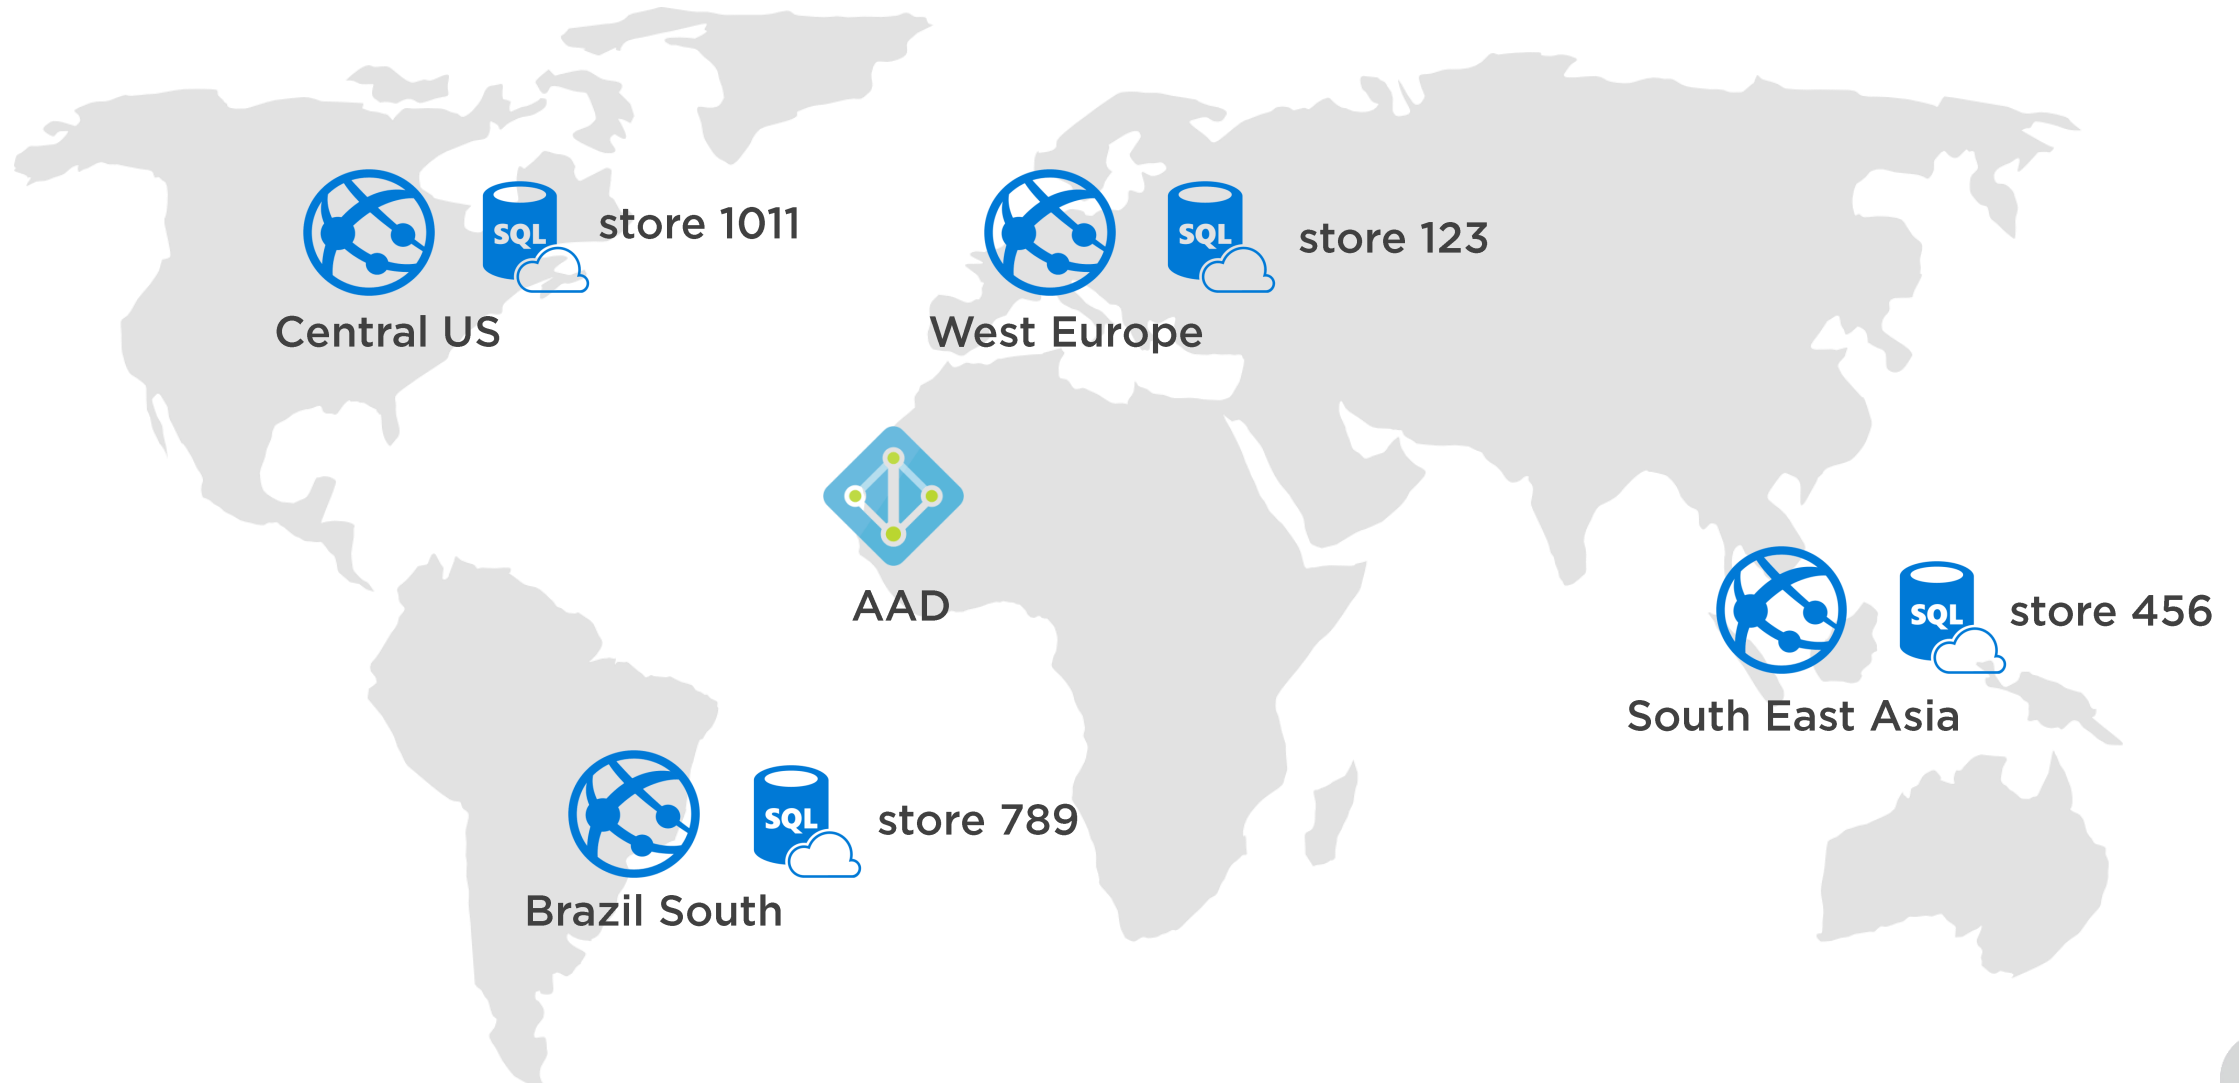 SQL
store 1011
Central US
SQL
store 123
West Europe
AAD
SQL
store 456
South East Asia
SQL
store 789
Brazil South